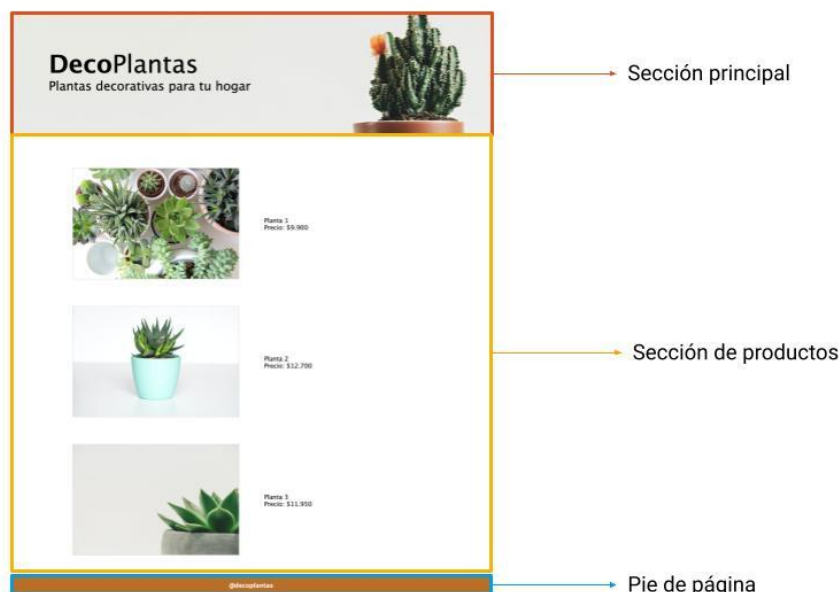 DecoPlantas
Plantas decorativas para tu hogar
Sección principal
Planta 1
Precio: $9.900
Planta 2
Precio: $12.700
Sección de productos
Planta 3
Precio: $11.950
@decoplantas
Pie de página